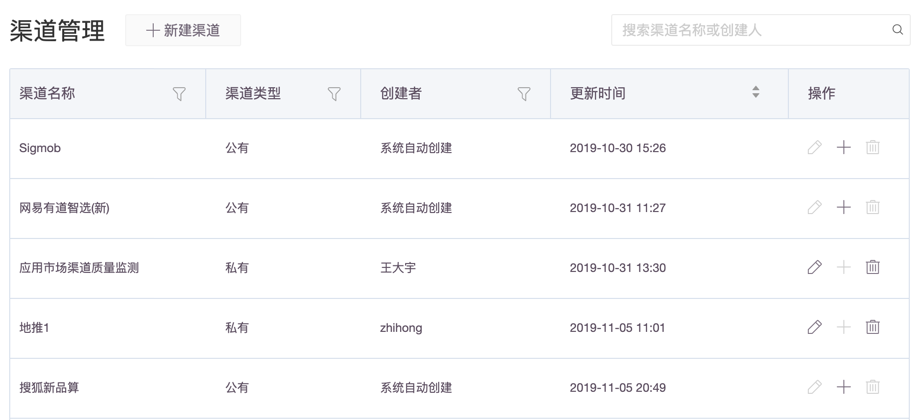 渠道管理 新建渠道 搜索渠道名称或创建人
渠道名称 渠道类型 创建者 更新时间 操作
Sigmob 公有 系统自动创建 2019-10-30 15:26
网易有道智选(新) 公有 系统自动创建 2019-10-31 11:27
应用市场渠道质量监测 私有 王大宇 2019-10-31 13:30
地推1 私有 zhihong 2019-11-05 11:01
搜狐新品算 公有 系统自动创建 2019-11-05 20:49